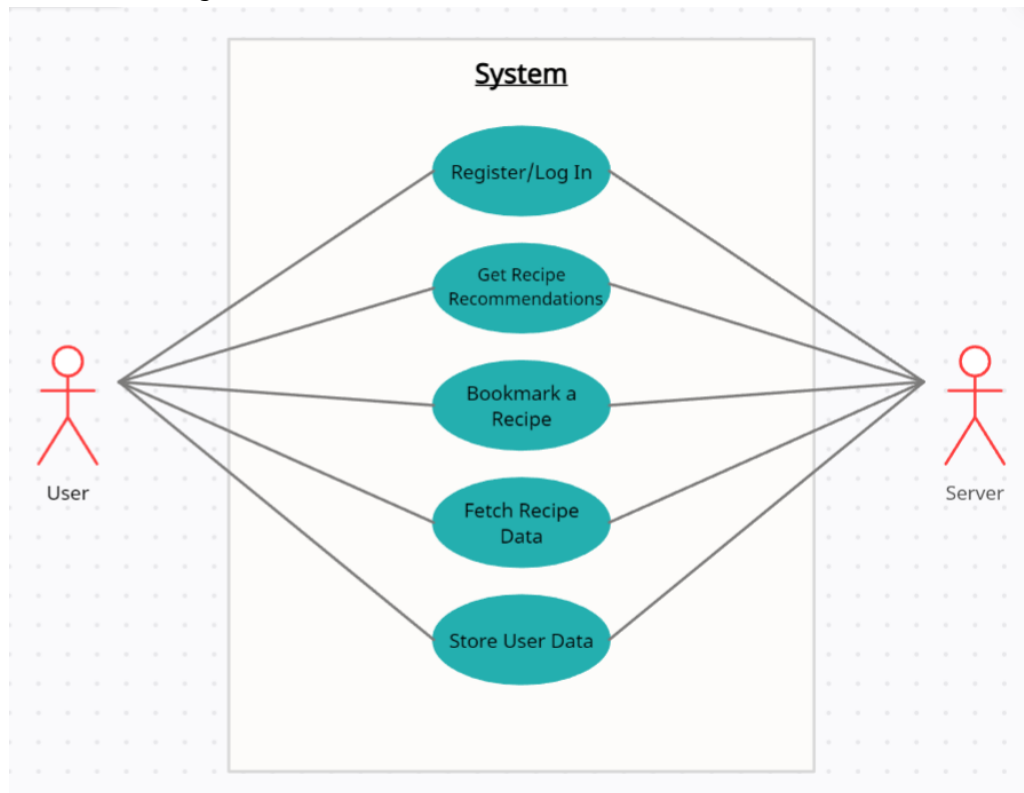 System
Register/Log In
Get Recipe
Recommendations
Bookmark a
Recipe
Fetch Recipe
Data
Store User Data
User
Server